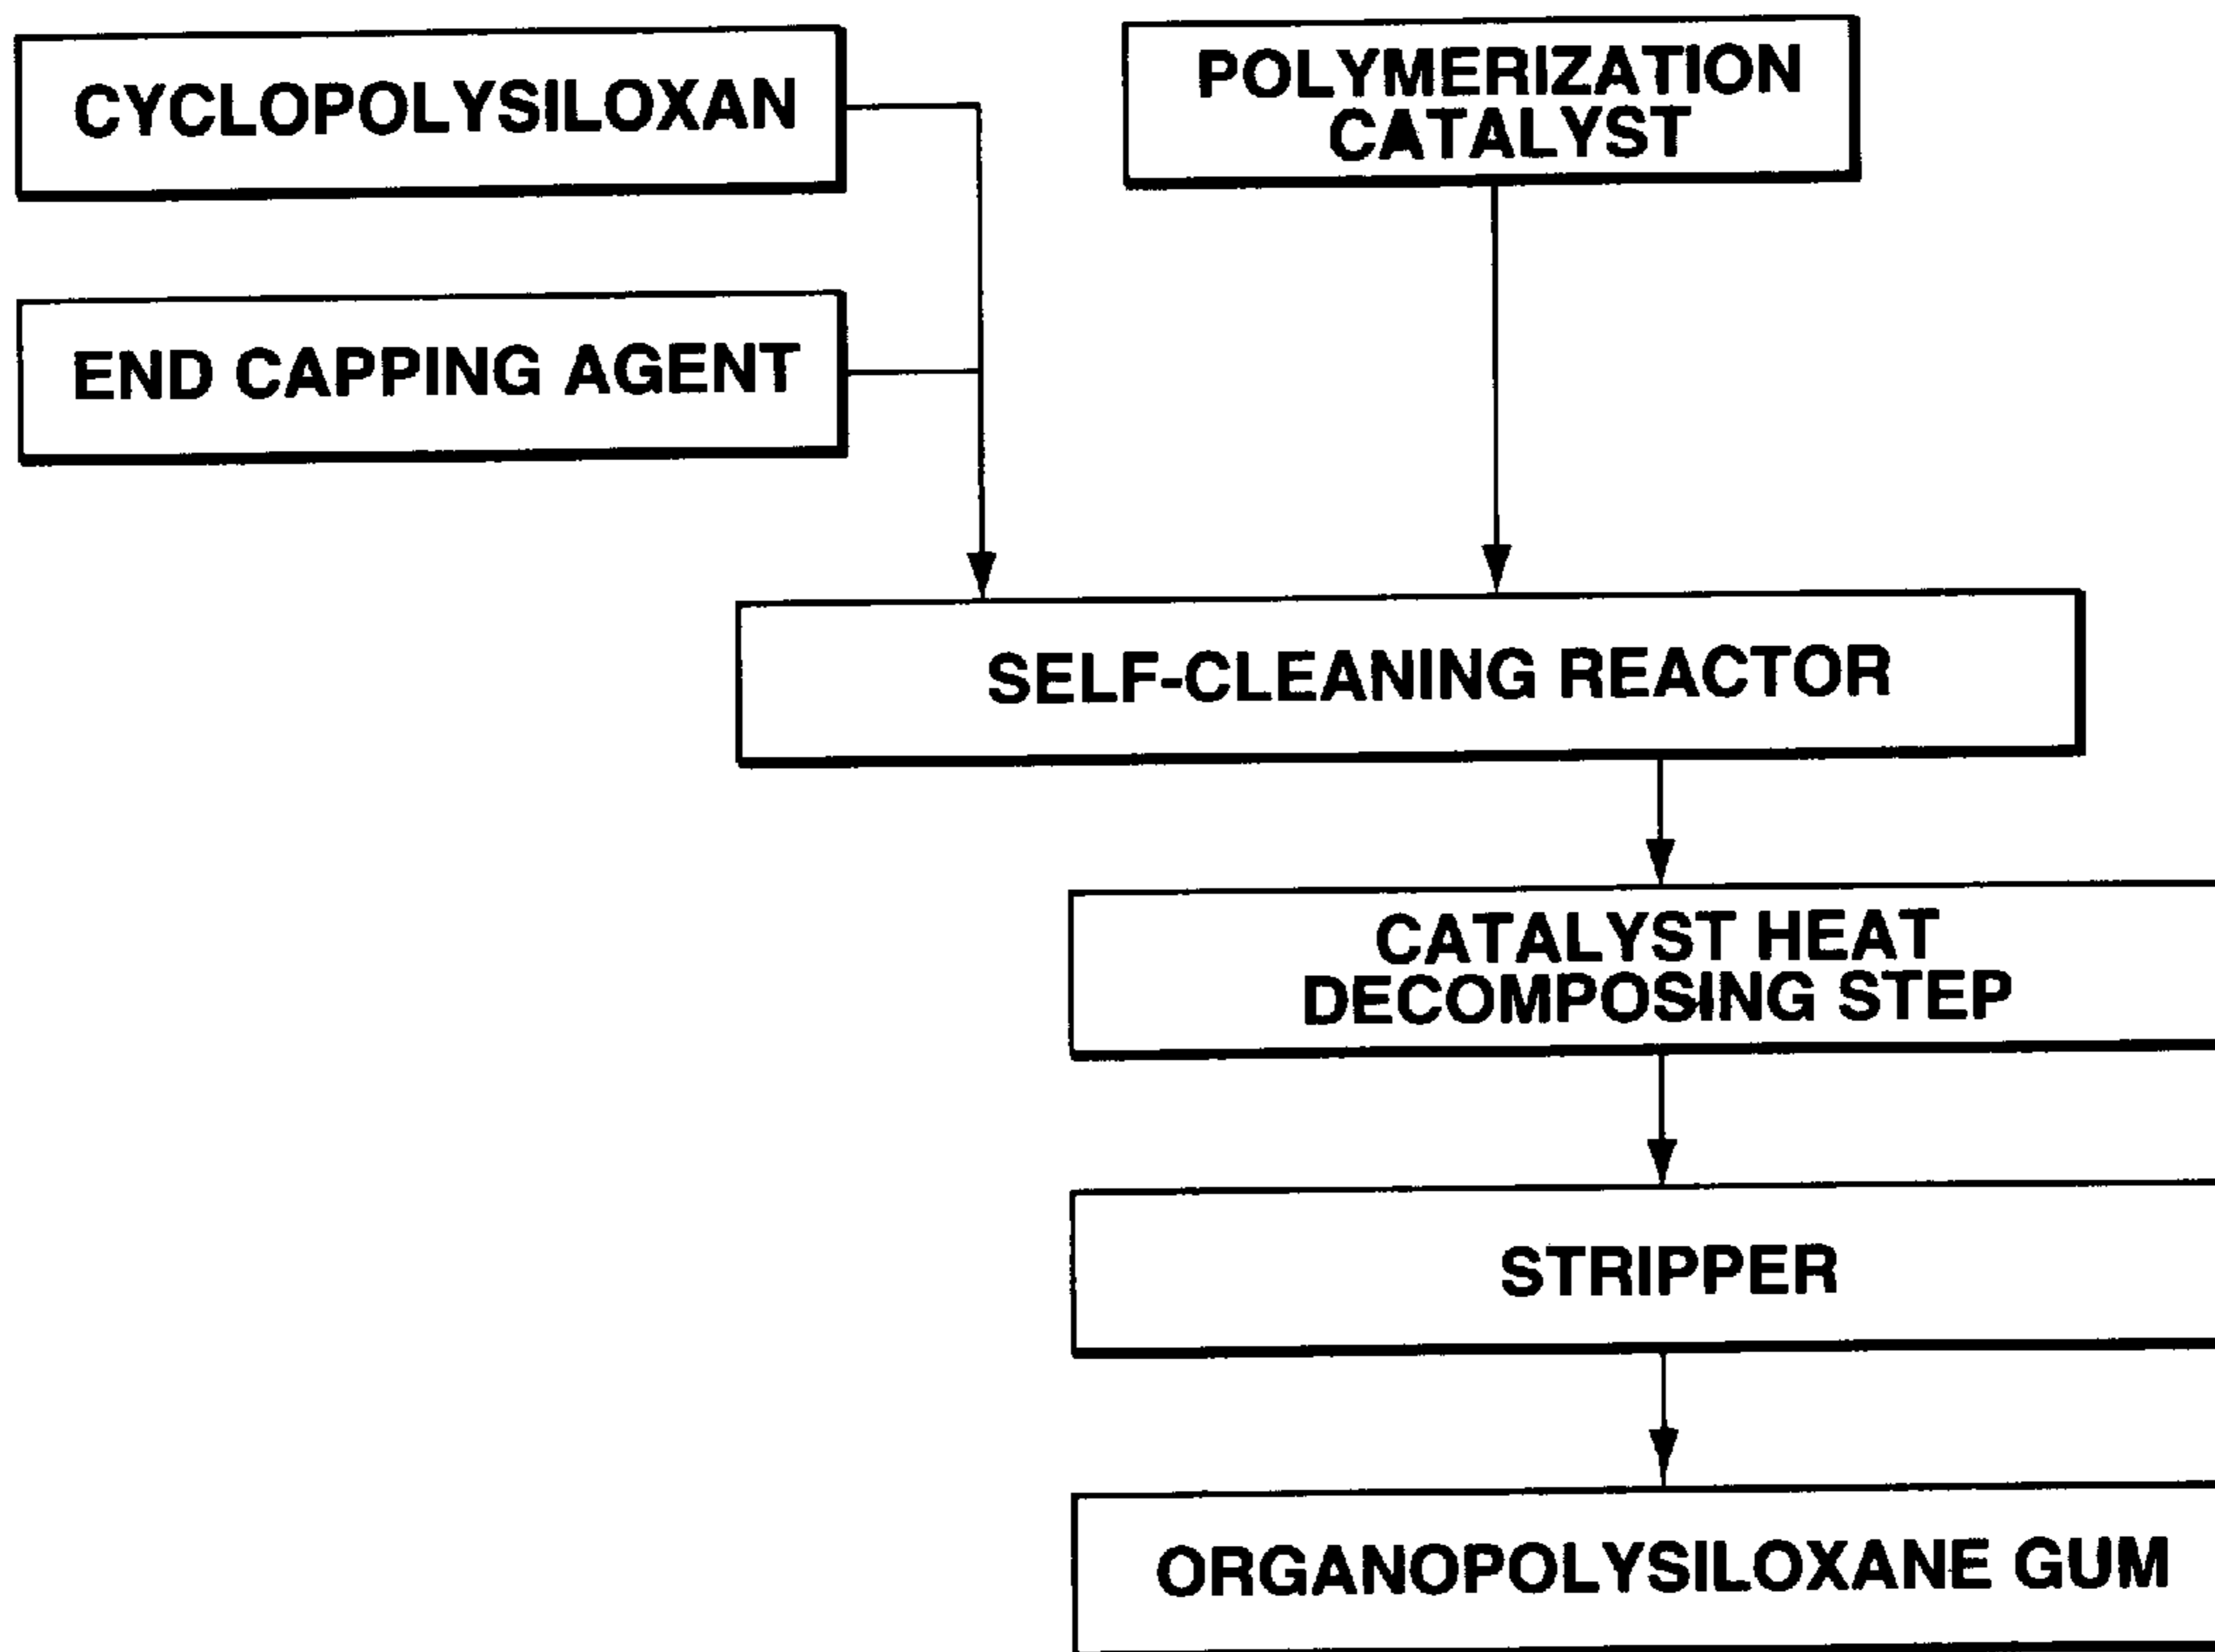 CYCLOPOLYSILOXAN
POLYMERIZATION
CATALYST
END CAPPING AGENT
SELF-CLEANING REACTOR
CATALYST HEAT
DECOMPOSING STEP
STRIPPER
ORGANOPOLYSILOXANE GUM